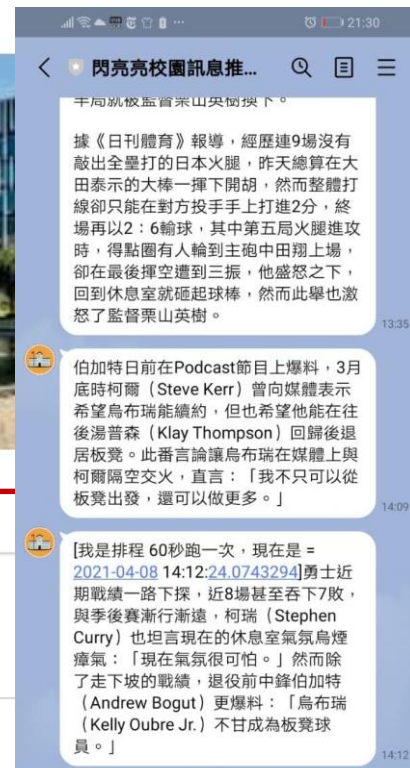 21:30
閃亮亮校園訊息推...
半局就被監督栗山英樹換下。
據《日刊體育》報導，經歷連9場沒有
敲出全壘打的日本火腿，昨天總算在大
田泰示的大棒一揮下開胡，然而整體打
線卻只能在對方投手手上打進2分，終
場再以2：6輸球，其中第五局火腿進攻
時，得點圈有人輪到主砲中田翔上場，
卻在最後揮空遭到三振，他盛怒之下，
回到休息室就砸起球棒，然而此舉也激
怒了監督栗山英樹。
13:35
伯加特日前在Podcast節目上爆料，3月
底時柯爾（Steve Kerr）曾向媒體表示
希望烏布瑞能續約，但也希望他能在往
後湯普森（Klay Thompson）回歸後退
居板凳。此番言論讓烏布瑞在媒體上與
柯爾隔空交火，直言：「我不只可以從
板凳出發，還可以做更多。」
14:09
[我是排程 60秒跑一次，現在是 =
2021-04-08 14:12:24.0743294]勇士近
期戰績一路下探，近8場甚至吞下7敗，
與季後賽漸行漸遠，柯瑞（Stephen
Curry）也坦言現在的休息室氣氛烏煙
瘴氣：「現在氣氛很可怕。」然而除
了走下坡的戰績，退役前中鋒伯加特
（Andrew Bogut）更爆料：「烏布瑞
（Kelly Oubre Jr.）不甘成為板凳球
員。」
14:12